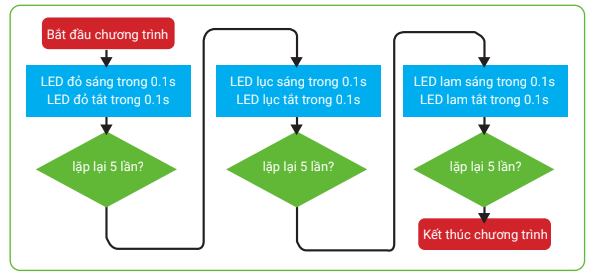 Bắt đầu chương trình
LED đỏ sáng trong 0.1s
LED đỏ tắt trong 0.1s
lặp lại 5 lần?
LED lục sáng trong 0.1s
LED lục tắt trong 0.1s
lặp lại 5 lần?
LED lam sáng trong 0.1s
LED lam tắt trong 0.1s
lặp lại 5 lần?
Kết thúc chương trình